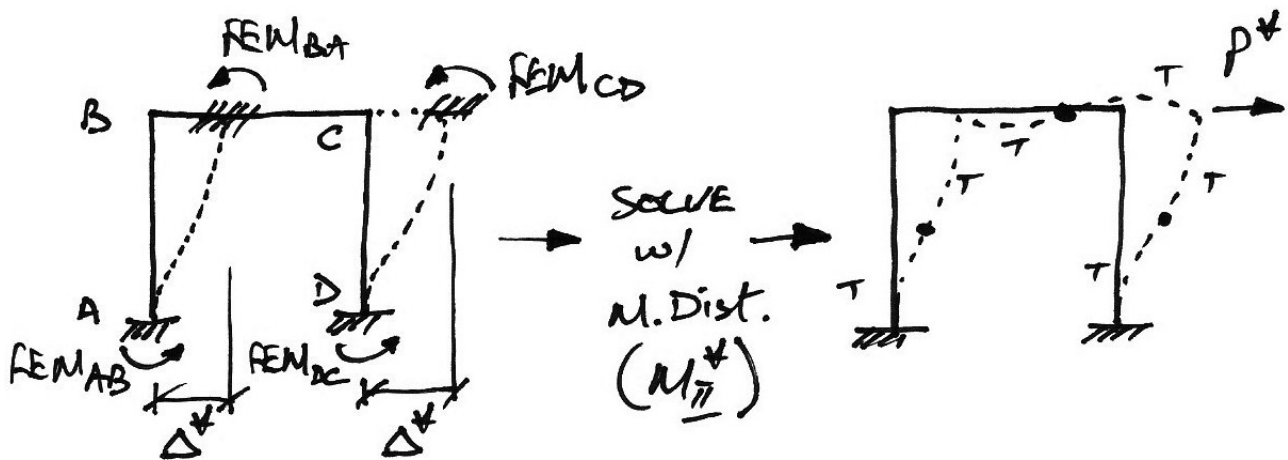 FEM_BA
FEM_CD
B
C
A
D
FEM_AB
FEM_DC
Δ*
Δ*
SOLVE
w/
M. Dist.
(M_II*)
T
T
T
T
T
T
P*